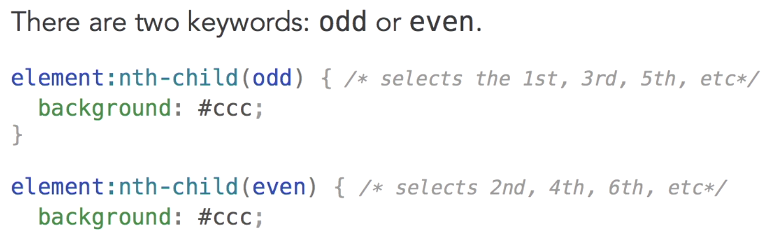 There are two keywords: odd or even.
element:nth-child(odd) { /* selects the 1st, 3rd, 5th, etc*/
  background: #ccc;
}
element:nth-child(even) { /* selects 2nd, 4th, 6th, etc*/
  background: #ccc;